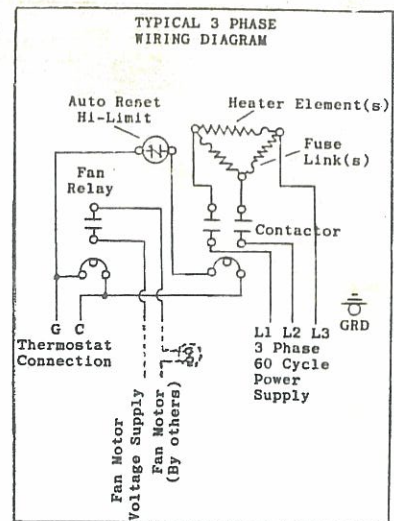 TYPICAL 3 PHASE
WIRING DIAGRAM
Auto Reset
Hi-Limit
Heater Element(s)
Fuse
Link(s)
Fan
Relay
Contactor
G C
Thermostat
Connection
L1 L2 L3
3 Phase
60 Cycle
Power
Supply
GRD
Fan Motor
Voltage Supply
Fan Motor
(By others)